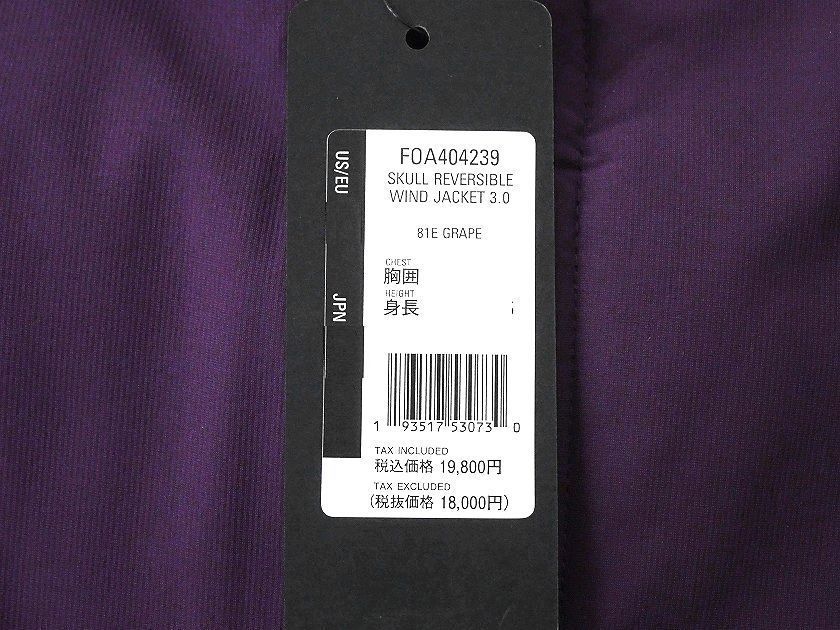 US/EU
JPN
FOA404239
SKULL REVERSIBLE
WIND JACKET 3.0
81E GRAPE
CHEST
胸囲
HEIGHT
身長
1 93517 53073 0
TAX INCLUDED
税込価格 19,800円
TAX EXCLUDED
(税抜価格 18,000円)